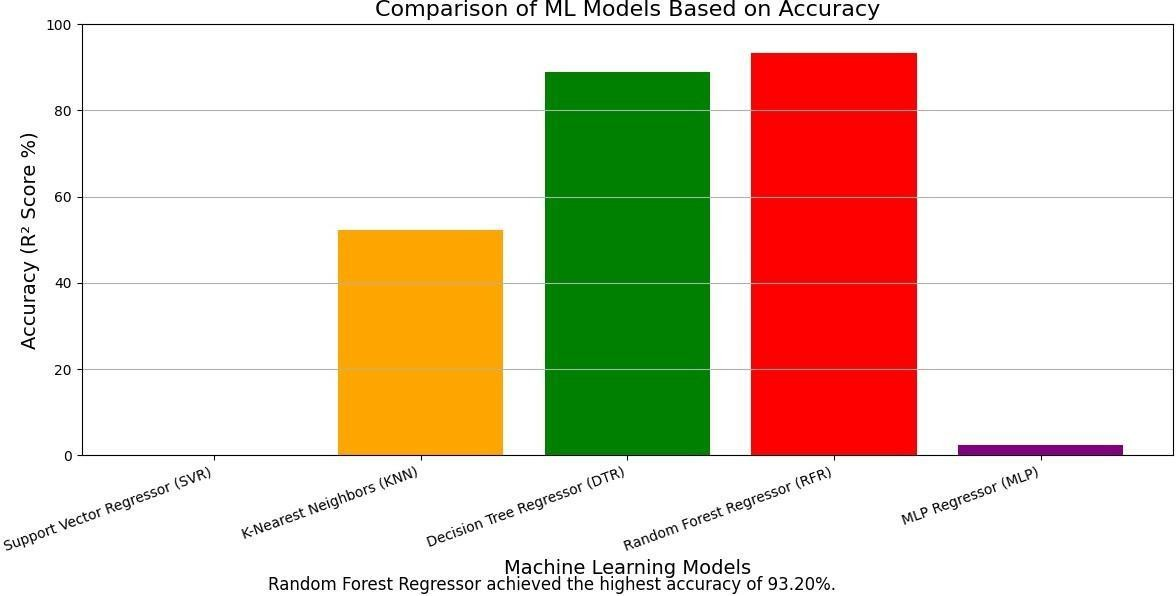 Comparison of ML Models Based on Accuracy
Accuracy (R² Score %)
100
80
60
40
20
0
Support Vector Regressor (SVR)
K-Nearest Neighbors (KNN)
Decision Tree Regressor (DTR)
Random Forest Regressor (RFR)
MLP Regressor (MLP)
Machine Learning Models
Random Forest Regressor achieved the highest accuracy of 93.20%.